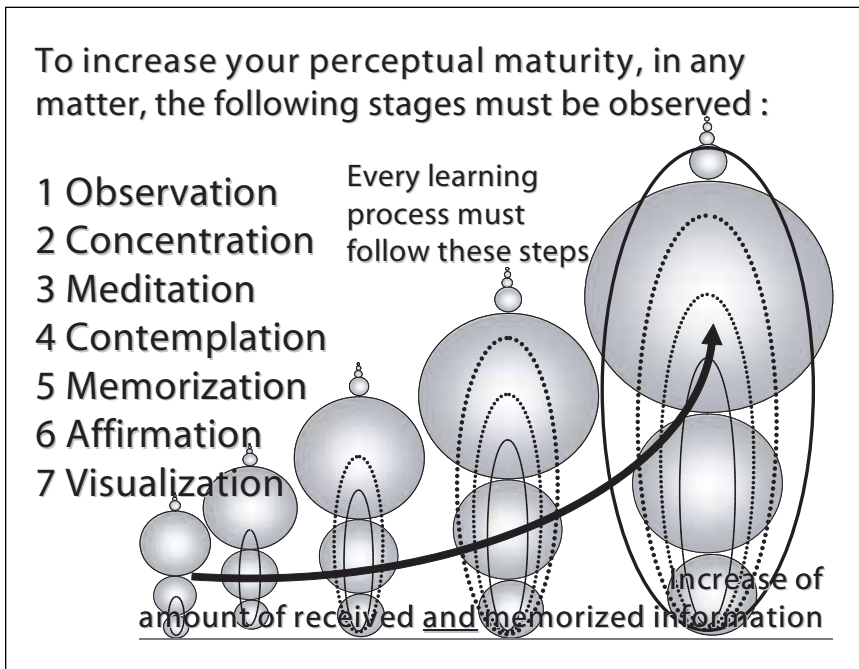 To increase your perceptual maturity, in any
matter, the following stages must be observed :
1 Observation
2 Concentration
3 Meditation
4 Contemplation
5 Memorization
6 Affirmation
7 Visualization
Every learning
process must
follow these steps
Increase of
amount of received and memorized information